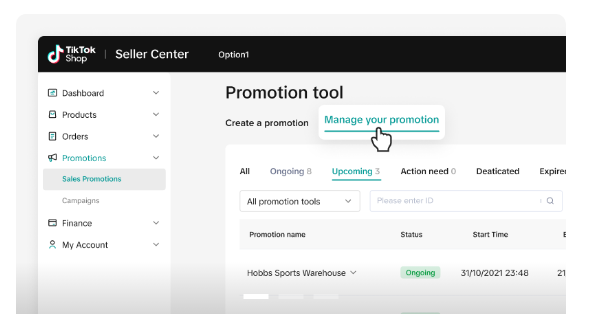 TikTok
Shop
Seller Center
Option1
Dashboard
Products
Orders
Promotions
Sales Promotions
Campaigns
Finance
My Account
Promotion tool
Create a promotion
Manage your promotion
All Ongoing 8 Upcoming 3 Action need 0 Deaticated Expired
All promotion tools
Please enter ID
Promotion name Status Start Time E
Hobbs Sports Warehouse Ongoing 31/10/2021 23:48 21